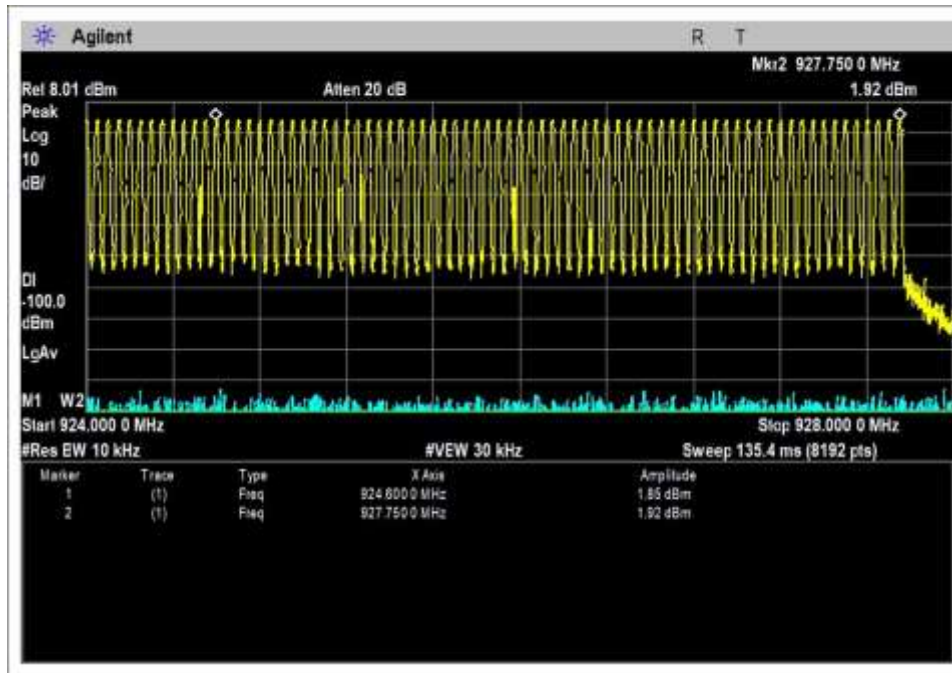 Agilent R T
Mkr2 927.750 0 MHz
Ref 8.01 dBm Atten 20 dB 1.92 dBm
Peak
Log
10
dB/
DI
-100.0
dBm
LgAv
M1 W2
Start 924.000 0 MHz Stop 928.000 0 MHz
#Res BW 10 kHz #VBW 30 kHz Sweep 135.4 ms (8192 pts)
Marker Trace Type X Axis Amplitude
1 (1) Freq 924.600 0 MHz 1.85 dBm
2 (1) Freq 927.750 0 MHz 1.92 dBm